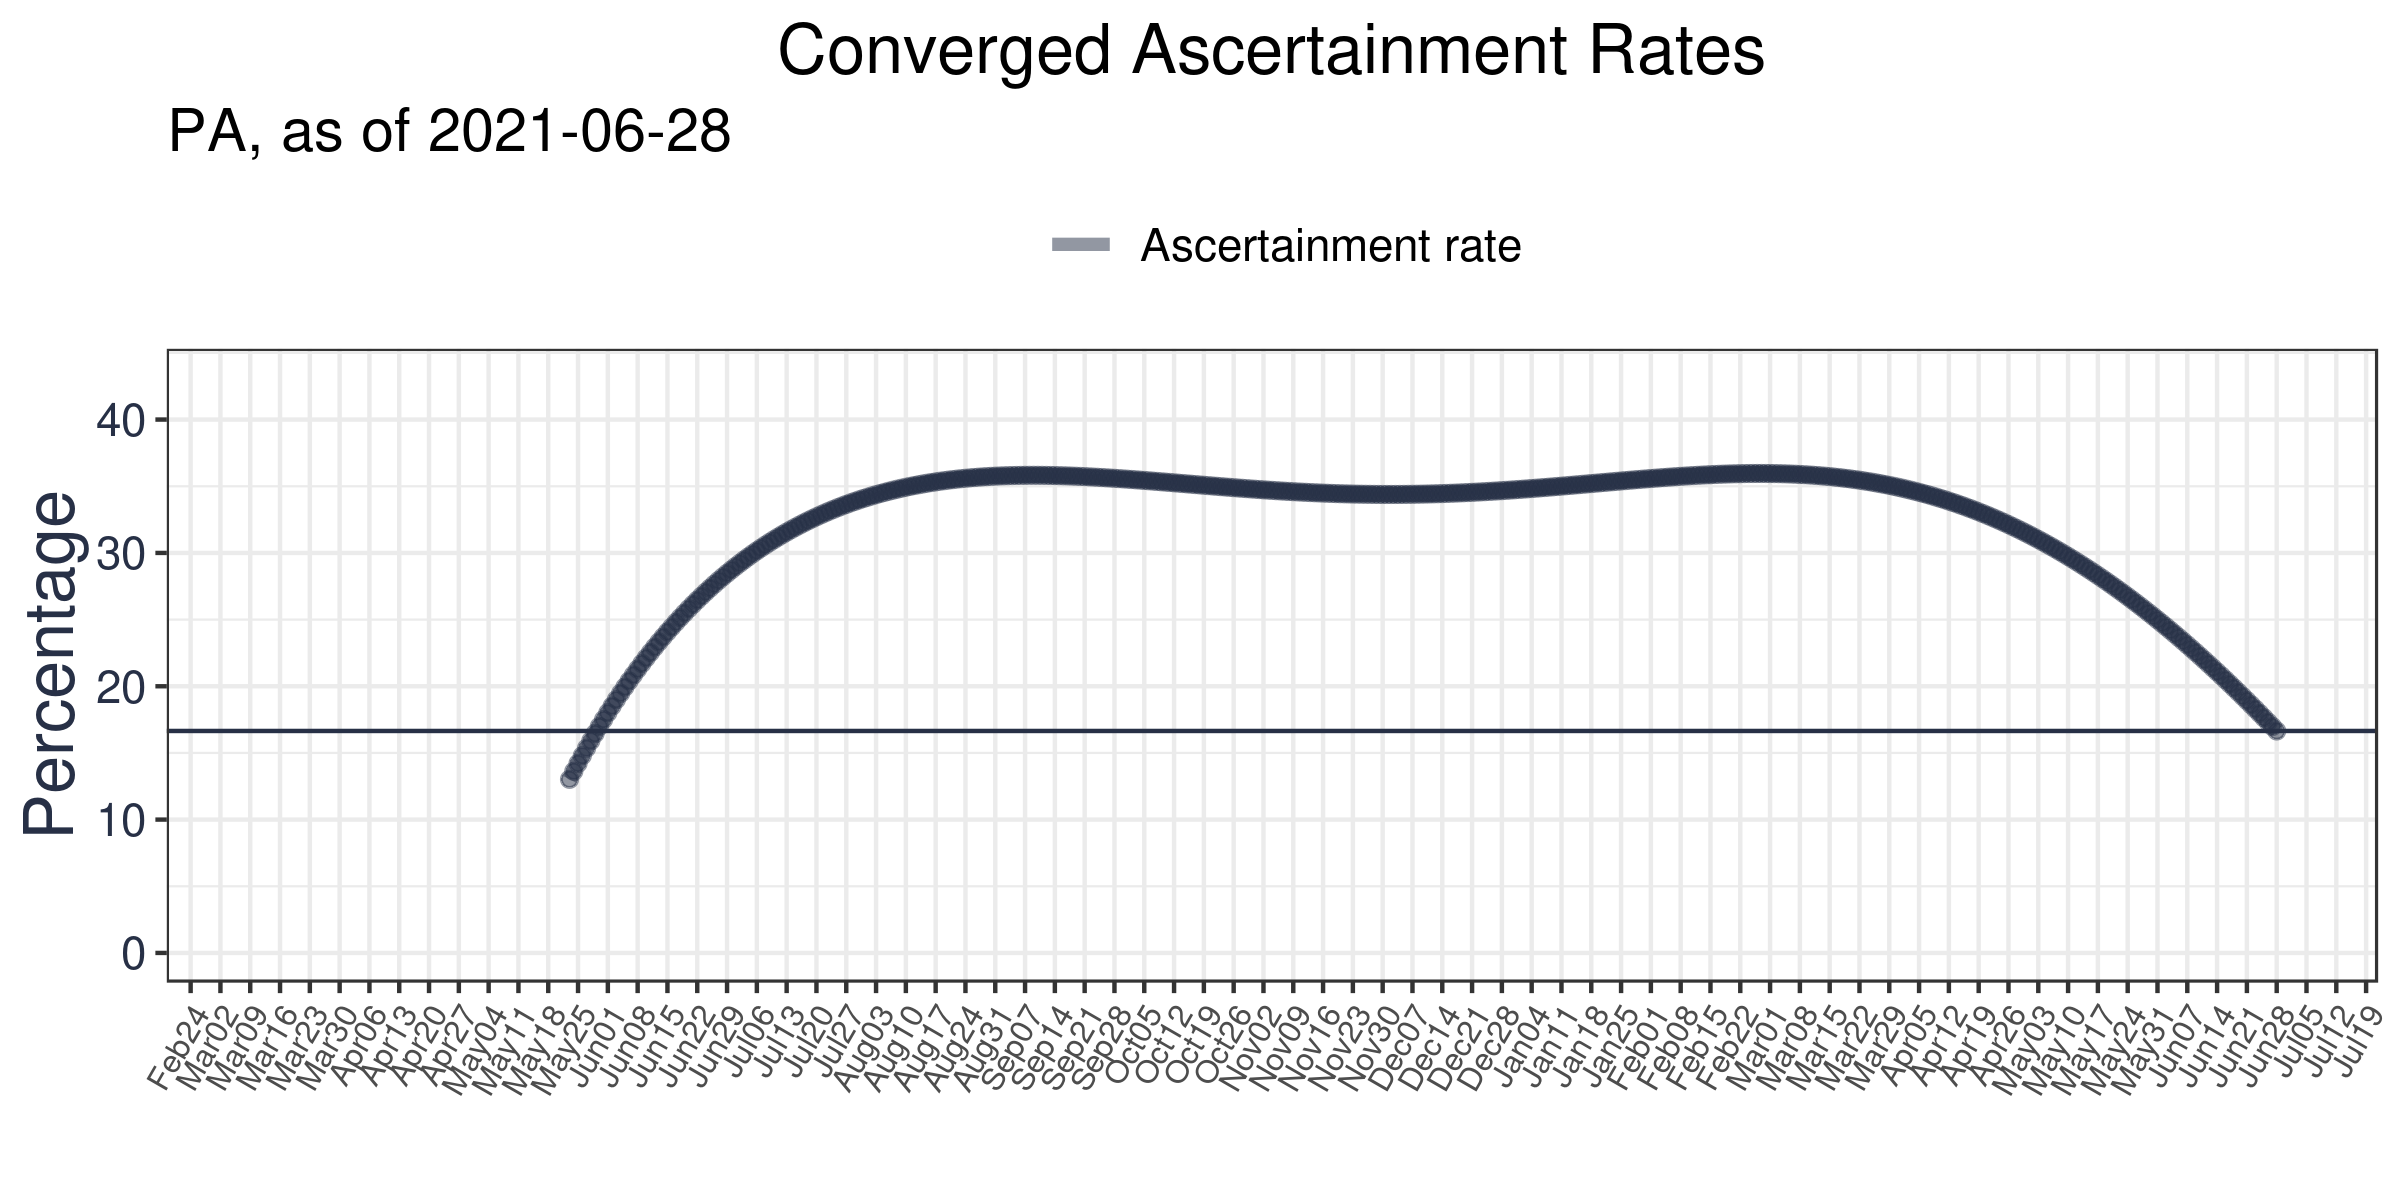 Converged Ascertainment Rates
PA, as of 2021-06-28
Ascertainment rate
Percentage
40
30
20
10
0
Feb24
Mar02
Mar09
Mar16
Mar23
Mar30
Apr06
Apr13
Apr20
Apr27
May04
May11
May18
May25
Jun01
Jun08
Jun15
Jun22
Jun29
Jul06
Jul13
Jul20
Jul27
Aug03
Aug10
Aug17
Aug24
Aug31
Sep07
Sep14
Sep21
Sep28
Oct05
Oct12
Oct19
Oct26
Nov02
Nov09
Nov16
Nov23
Nov30
Dec07
Dec14
Dec21
Dec28
Jan04
Jan11
Jan18
Jan25
Feb01
Feb08
Feb15
Feb22
Mar01
Mar08
Mar15
Mar22
Mar29
Apr05
Apr12
Apr19
Apr26
May03
May10
May17
May24
May31
Jun07
Jun14
Jun21
Jun28
Jul05
Jul12
Jul19